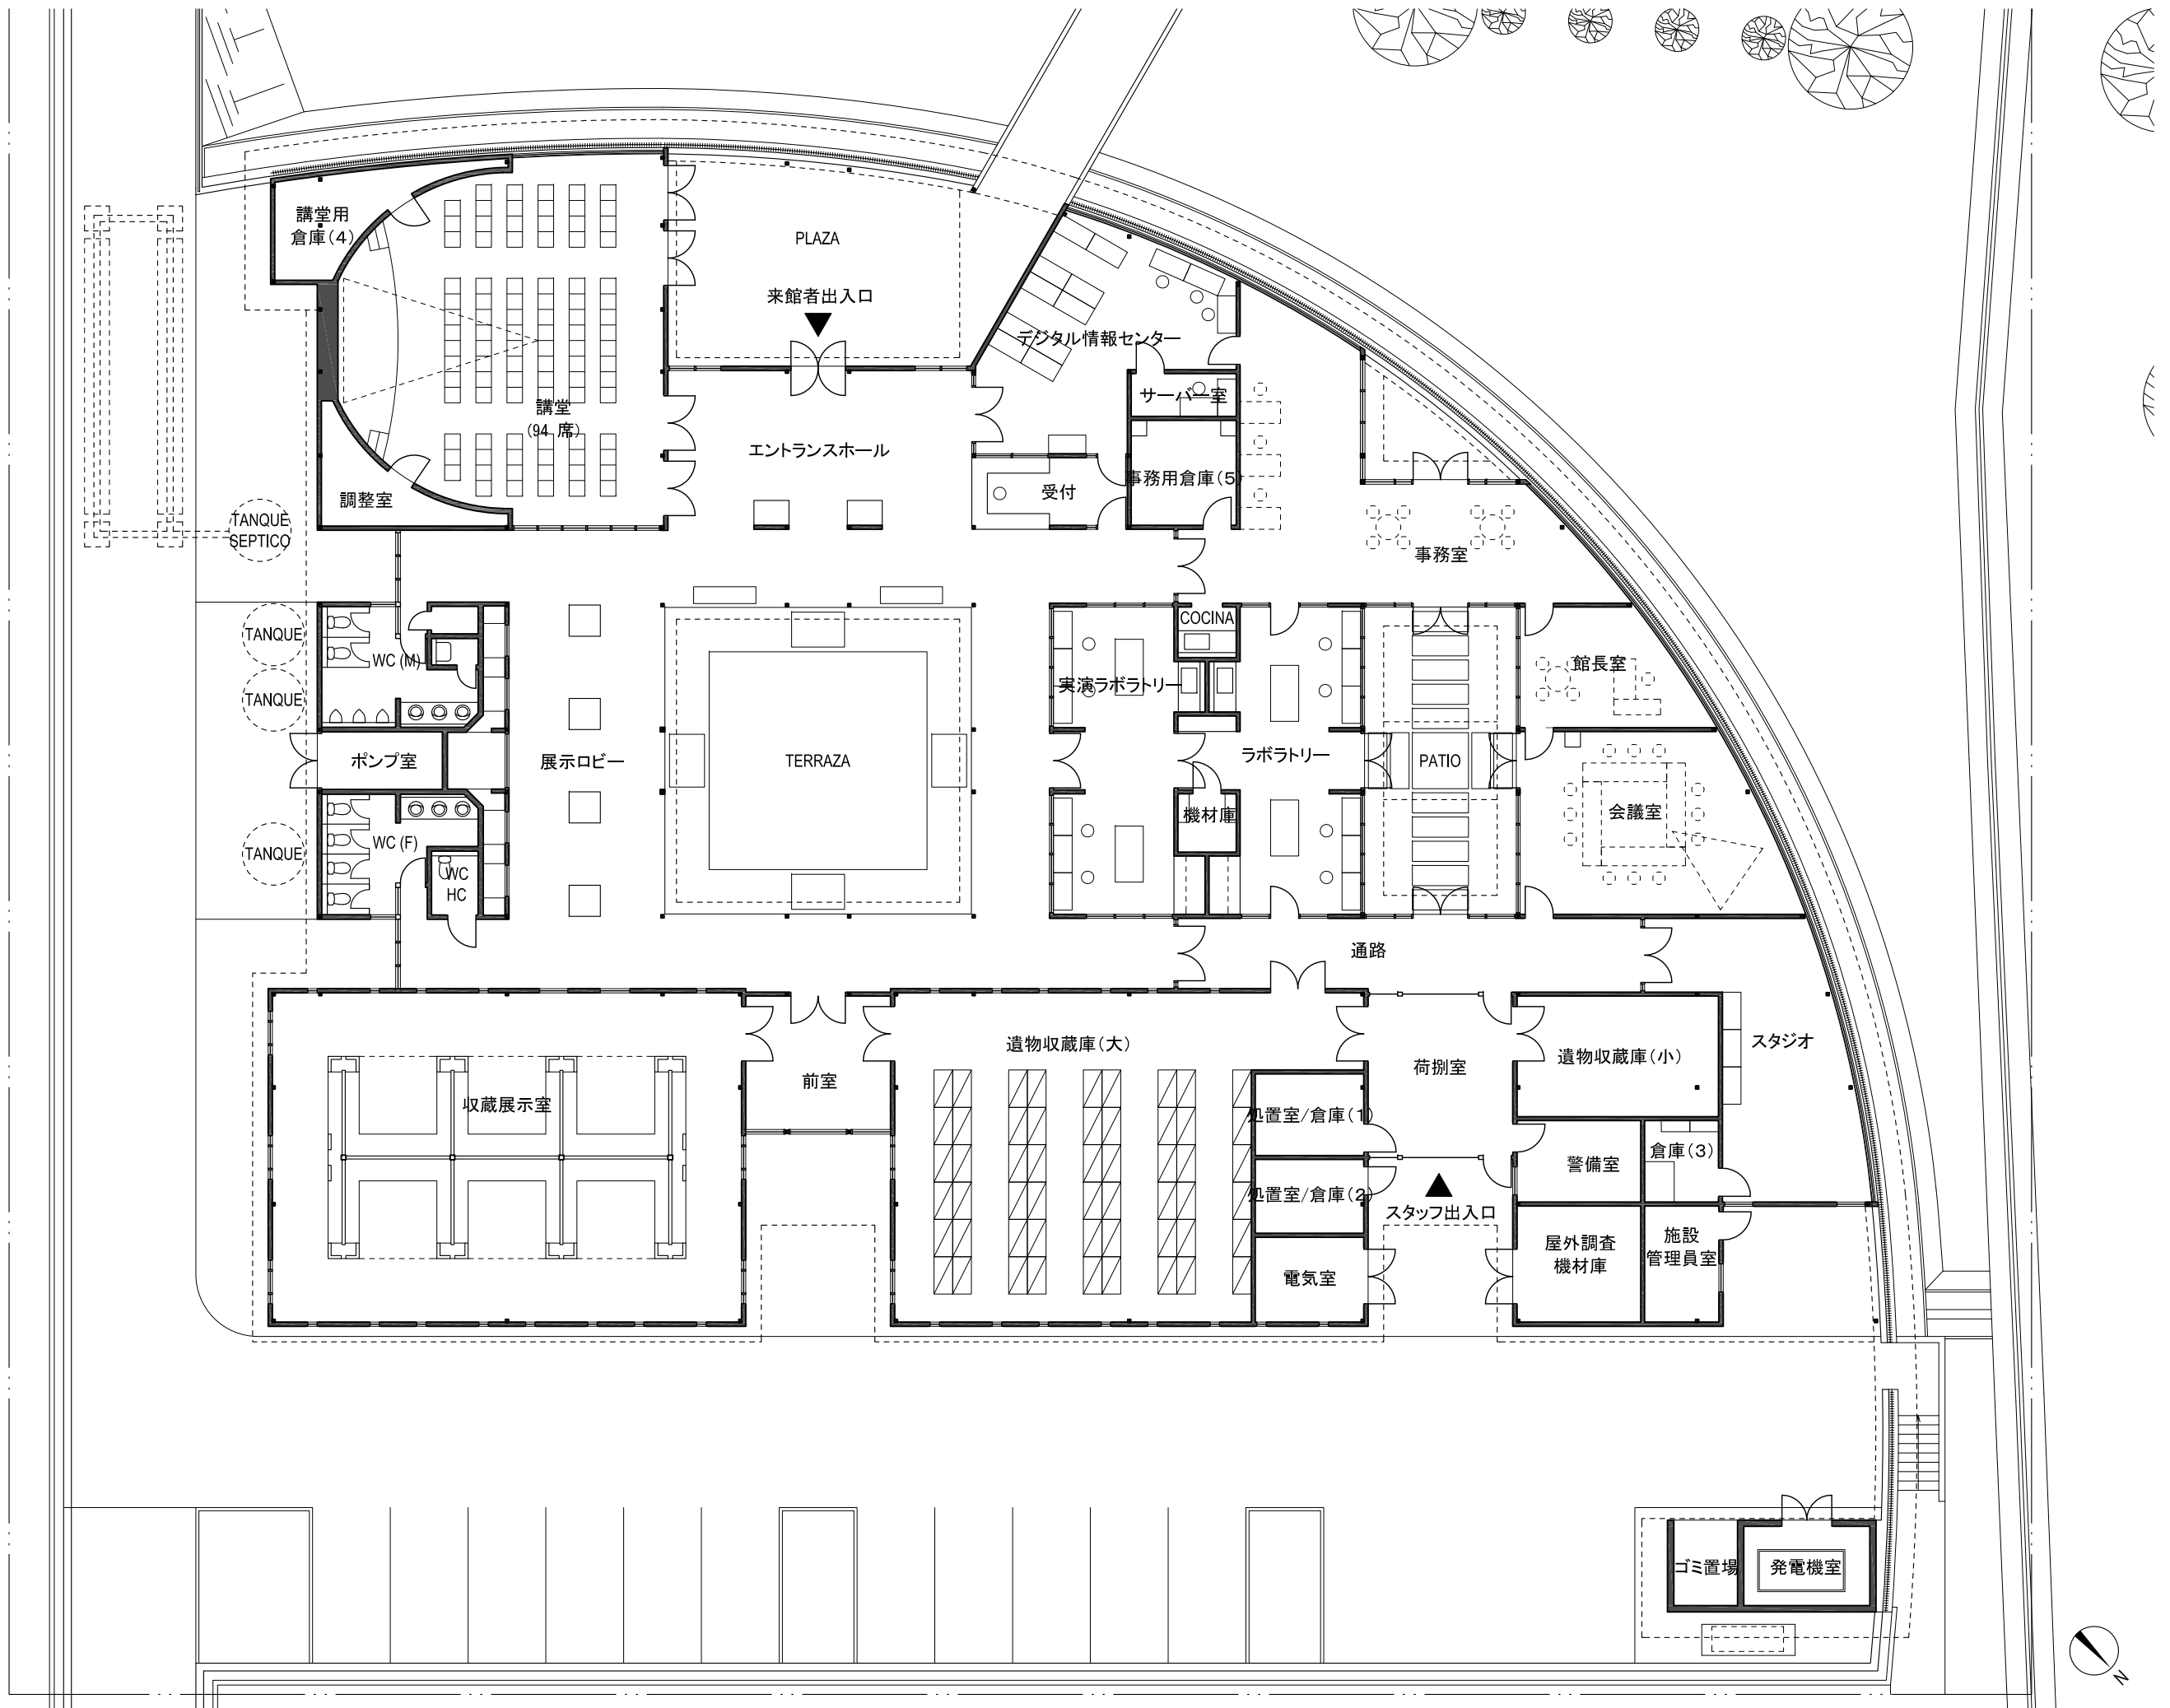 講堂用
倉庫(4)
PLAZA
来館者出入口
デジタル情報センター
サーバー室
講堂
(94 席)
エントランスホール
事務用倉庫(5)
受付
調整室
TANQUE
SEPTICO
事務室
COCINA
TANQUE
WC (M)
館長室
実演ラボラトリー
TANQUE
ポンプ室
展示ロビー
TERRAZA
ラボラトリー
PATIO
機材庫
会議室
WC (F)
TANQUE
WC
HC
通路
遺物収蔵庫(大)
スタジオ
遺物収蔵庫(小)
荷捌室
前室
収蔵展示室
処置室/倉庫(1)
倉庫(3)
警備室
処置室/倉庫(2)
スタッフ出入口
屋外調査
機材庫
施設
管理員室
電気室
ゴミ置場
発電機室
N